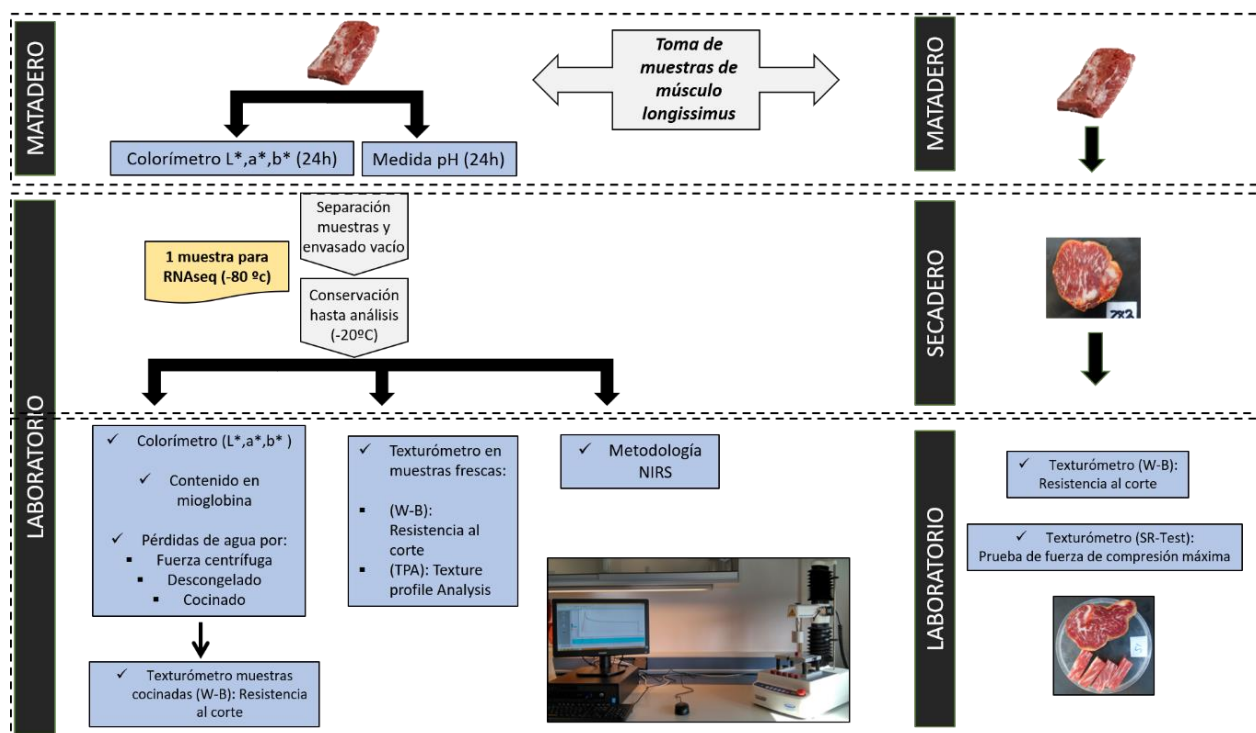 MATADERO
Toma de
muestras de
músculo
longissimus
MATADERO
Colorímetro L*,a*,b* (24h)
Medida pH (24h)
LABORATORIO
Separación
muestras y
envasado vacío
1 muestra para
RNAseq (-80 ºc)
Conservación
hasta análisis
(-20ºC)
SECADERO
✓ Colorímetro (L*,a*,b* )
✓ Contenido en
mioglobina
✓ Pérdidas de agua por:
▪ Fuerza centrífuga
▪ Descongelado
▪ Cocinado
✓ Texturómetro muestras
cocinadas (W-B): Resistencia
al corte
✓ Texturómetro en
muestras frescas:
▪ (W-B):
Resistencia al
corte
▪ (TPA): Texture
profile Analysis
✓ Metodología
NIRS
LABORATORIO
✓ Texturómetro (W-B):
Resistencia al corte
✓ Texturómetro (SR-Test):
Prueba de fuerza de compresión máxima